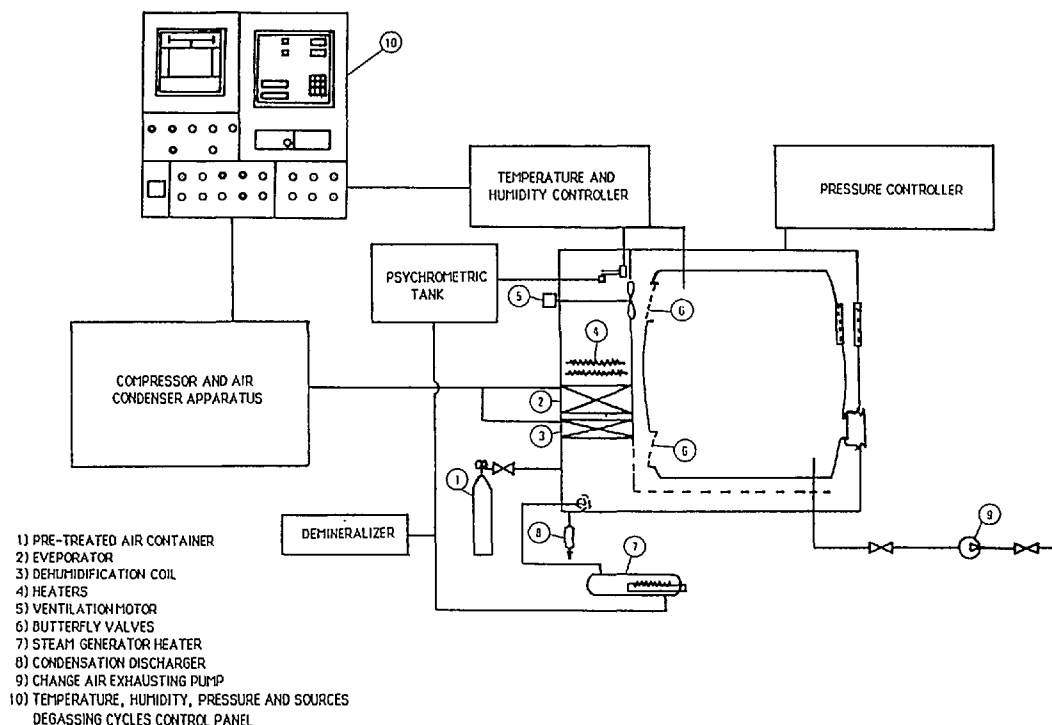 10
TEMPERATURE AND
HUMIDITY CONTROLLER
PRESSURE CONTROLLER
PSYCHROMETRIC
TANK
5
6
4
COMPRESSOR AND AIR
CONDENSER APPARATUS
2
3
6
1
DEMINERALIZER
8
7
9
1) PRE-TREATED AIR CONTAINER
2) EVEPORATOR
3) DEHUMIDIFICATION COIL
4) HEATERS
5) VENTILATION MOTOR
6) BUTTERFLY VALVES
7) STEAM GENERATOR HEATER
8) CONDENSATION DISCHARGER
9) CHANGE AIR EXHAUSTING PUMP
10) TEMPERATURE, HUMIDITY, PRESSURE AND SOURCES
DEGASSING CYCLES CONTROL PANEL